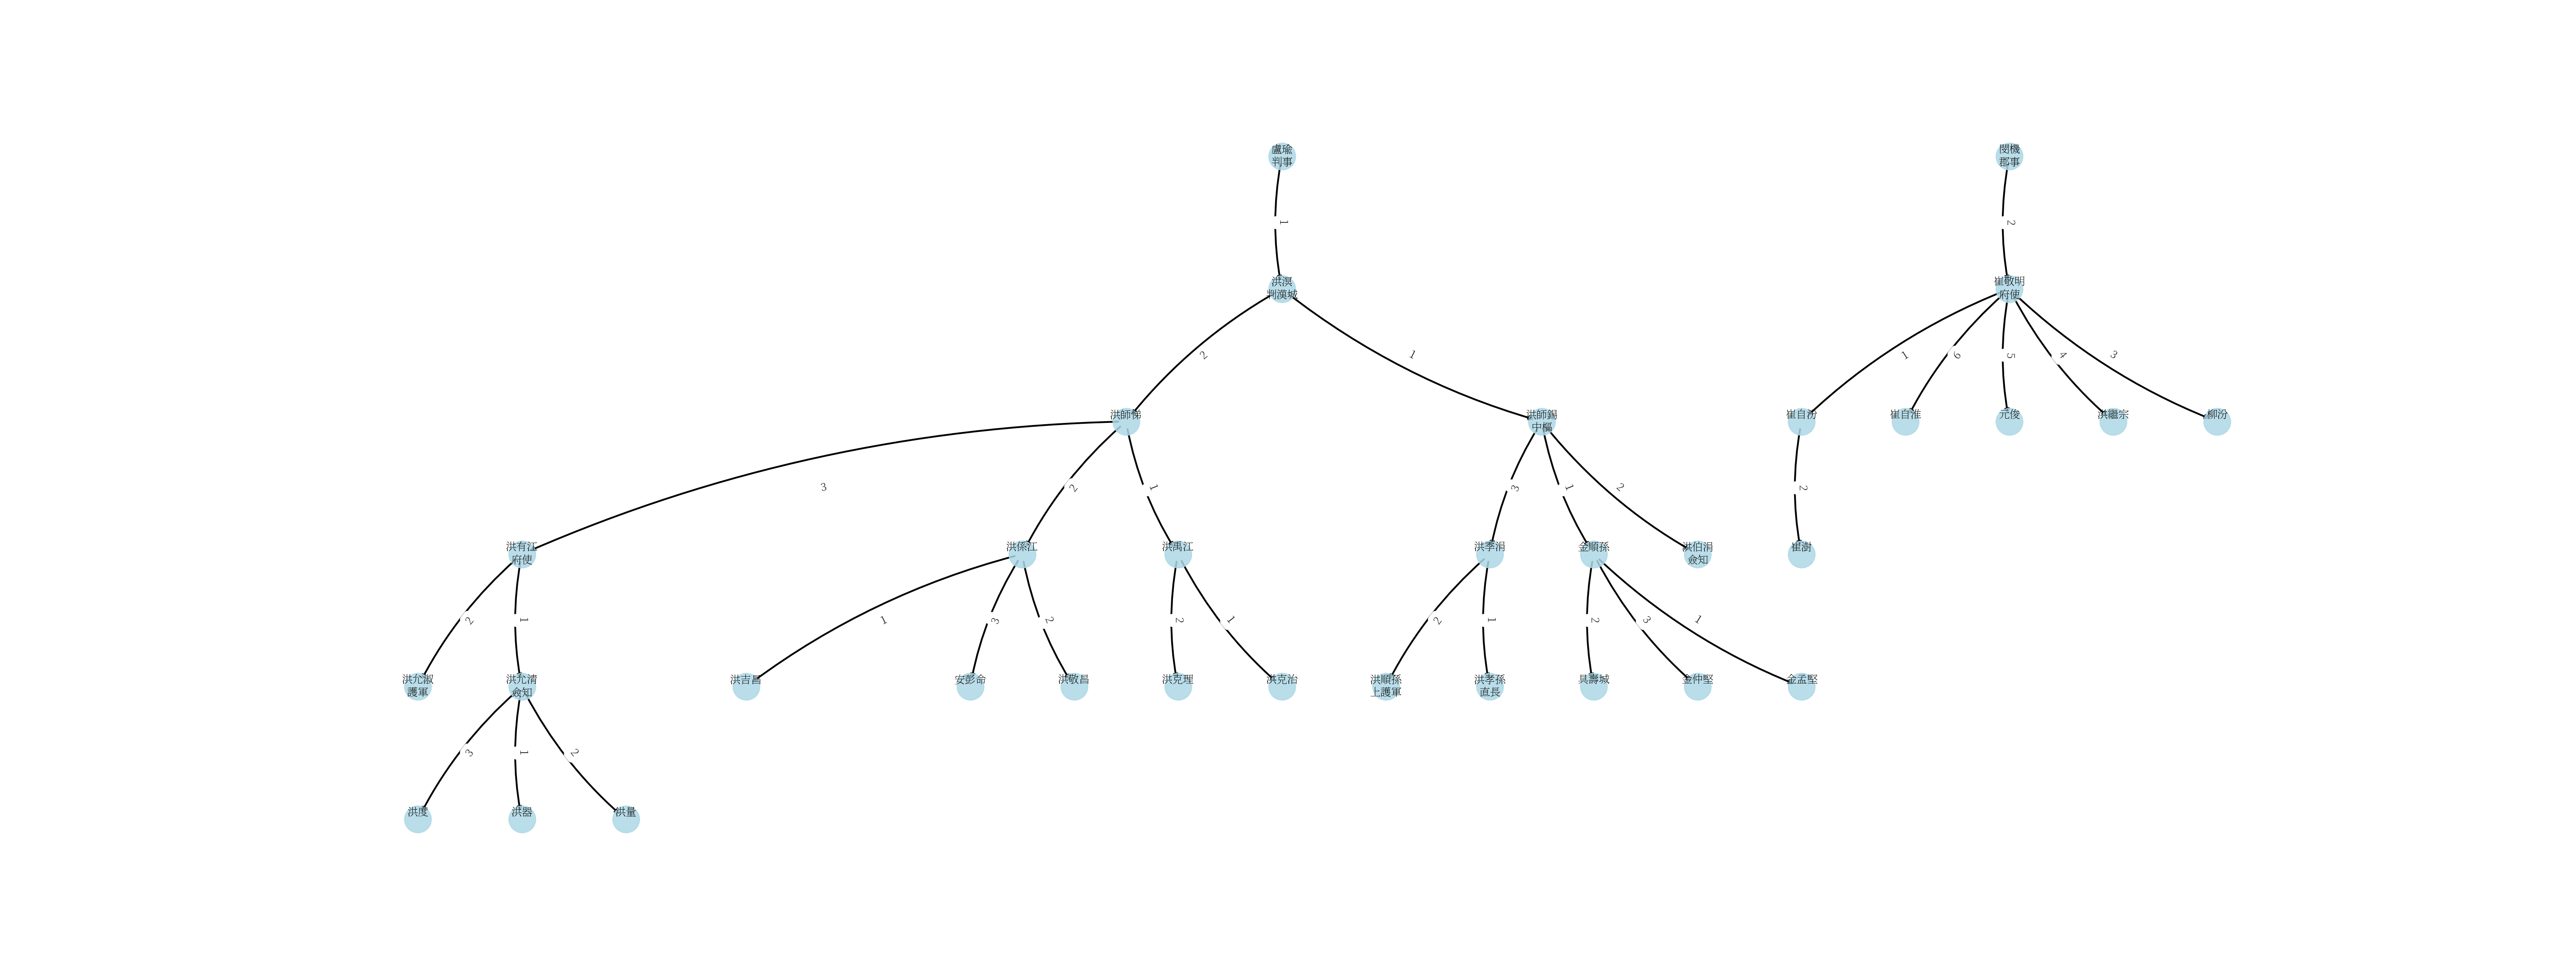 盧瑜
判事
閔機
郡事
1
2
洪溟
判漢城
崔敬明
府使
2
1
1
6
5
4
3
洪師悌
洪師錫
中樞
崔自汾
崔自淮
元俊
洪繼宗
柳汾
3
2
1
3
1
2
2
洪有江
府使
洪係江
洪禹江
洪季涓
金順孫
洪伯涓
僉知
崔澍
2
1
1
3
2
2
1
2
1
2
3
1
洪允淑
護軍
洪允清
僉知
洪吉昌
安彭命
洪敬昌
洪克理
洪克治
洪順孫
上護軍
洪孝孫
直長
具壽城
金仲堅
金孟堅
3
1
2
洪度
洪器
洪量